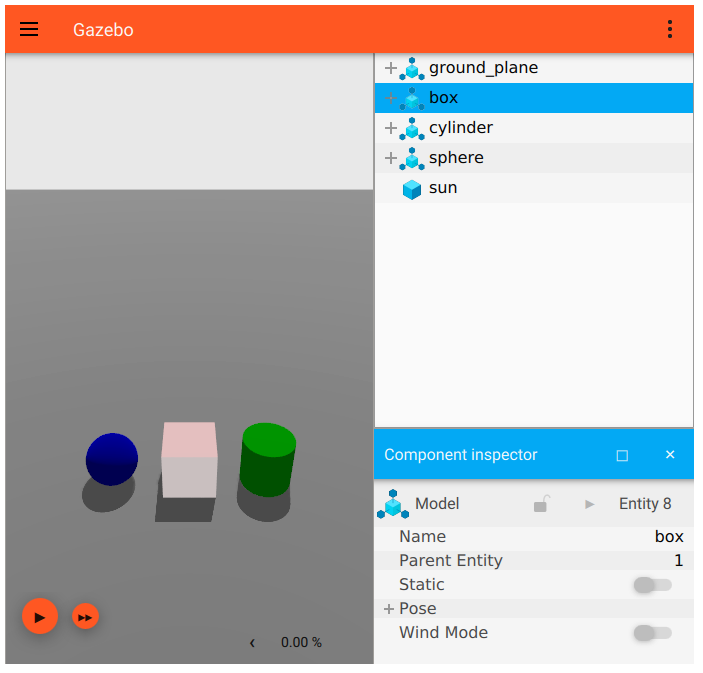 Gazebo
ground_plane
box
cylinder
sphere
sun
Component inspector
Model Entity 8
Name box
Parent Entity 1
Static
Pose
Wind Mode
0.00 %